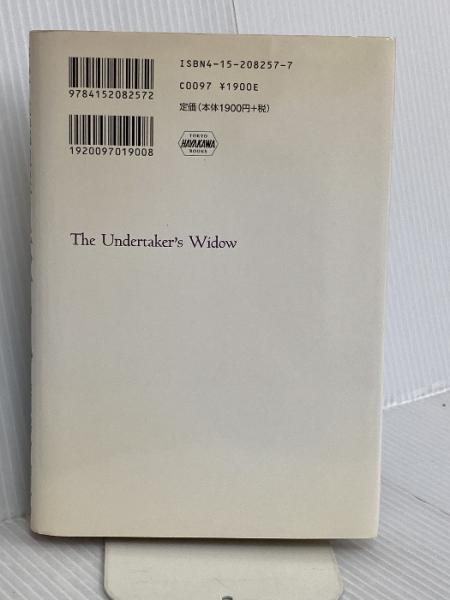 ISBN4-15-208257-7
9784152082572
C0097 ¥1900E
定価(本体1900円+税)
1920097019008
TOKYO
HAYAKAWA
BOOKS
The Undertaker's Widow